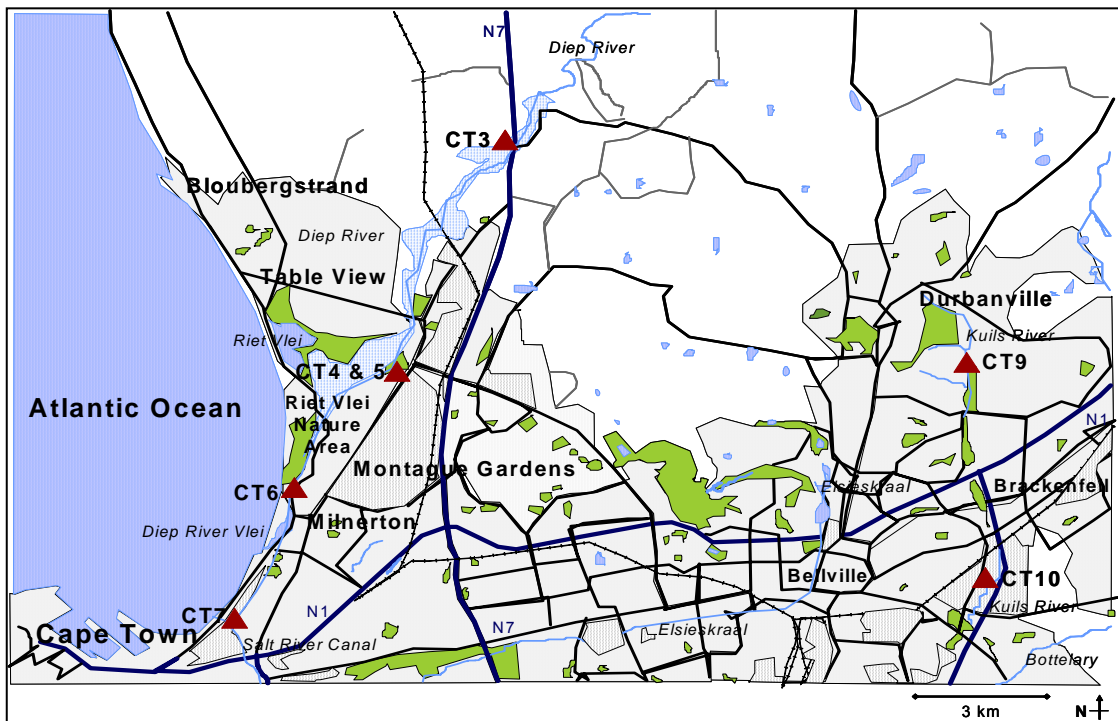 N7
Diep River
CT3
Bloubergstrand
Diep River
Table View
Durbanville
Riet Vlei
Kuils River
CT9
CT4 & 5
Atlantic Ocean
Riet Vlei
Nature
Area
N1
Montague Gardens
CT6
Elsieskraal
Brackenfell
Milnerton
Diep River Vlei
Bellville
CT10
CT7
N1
Kuils River
Cape Town
N7
Elsieskraal
Salt River Canal
Bottelary
3 km
N